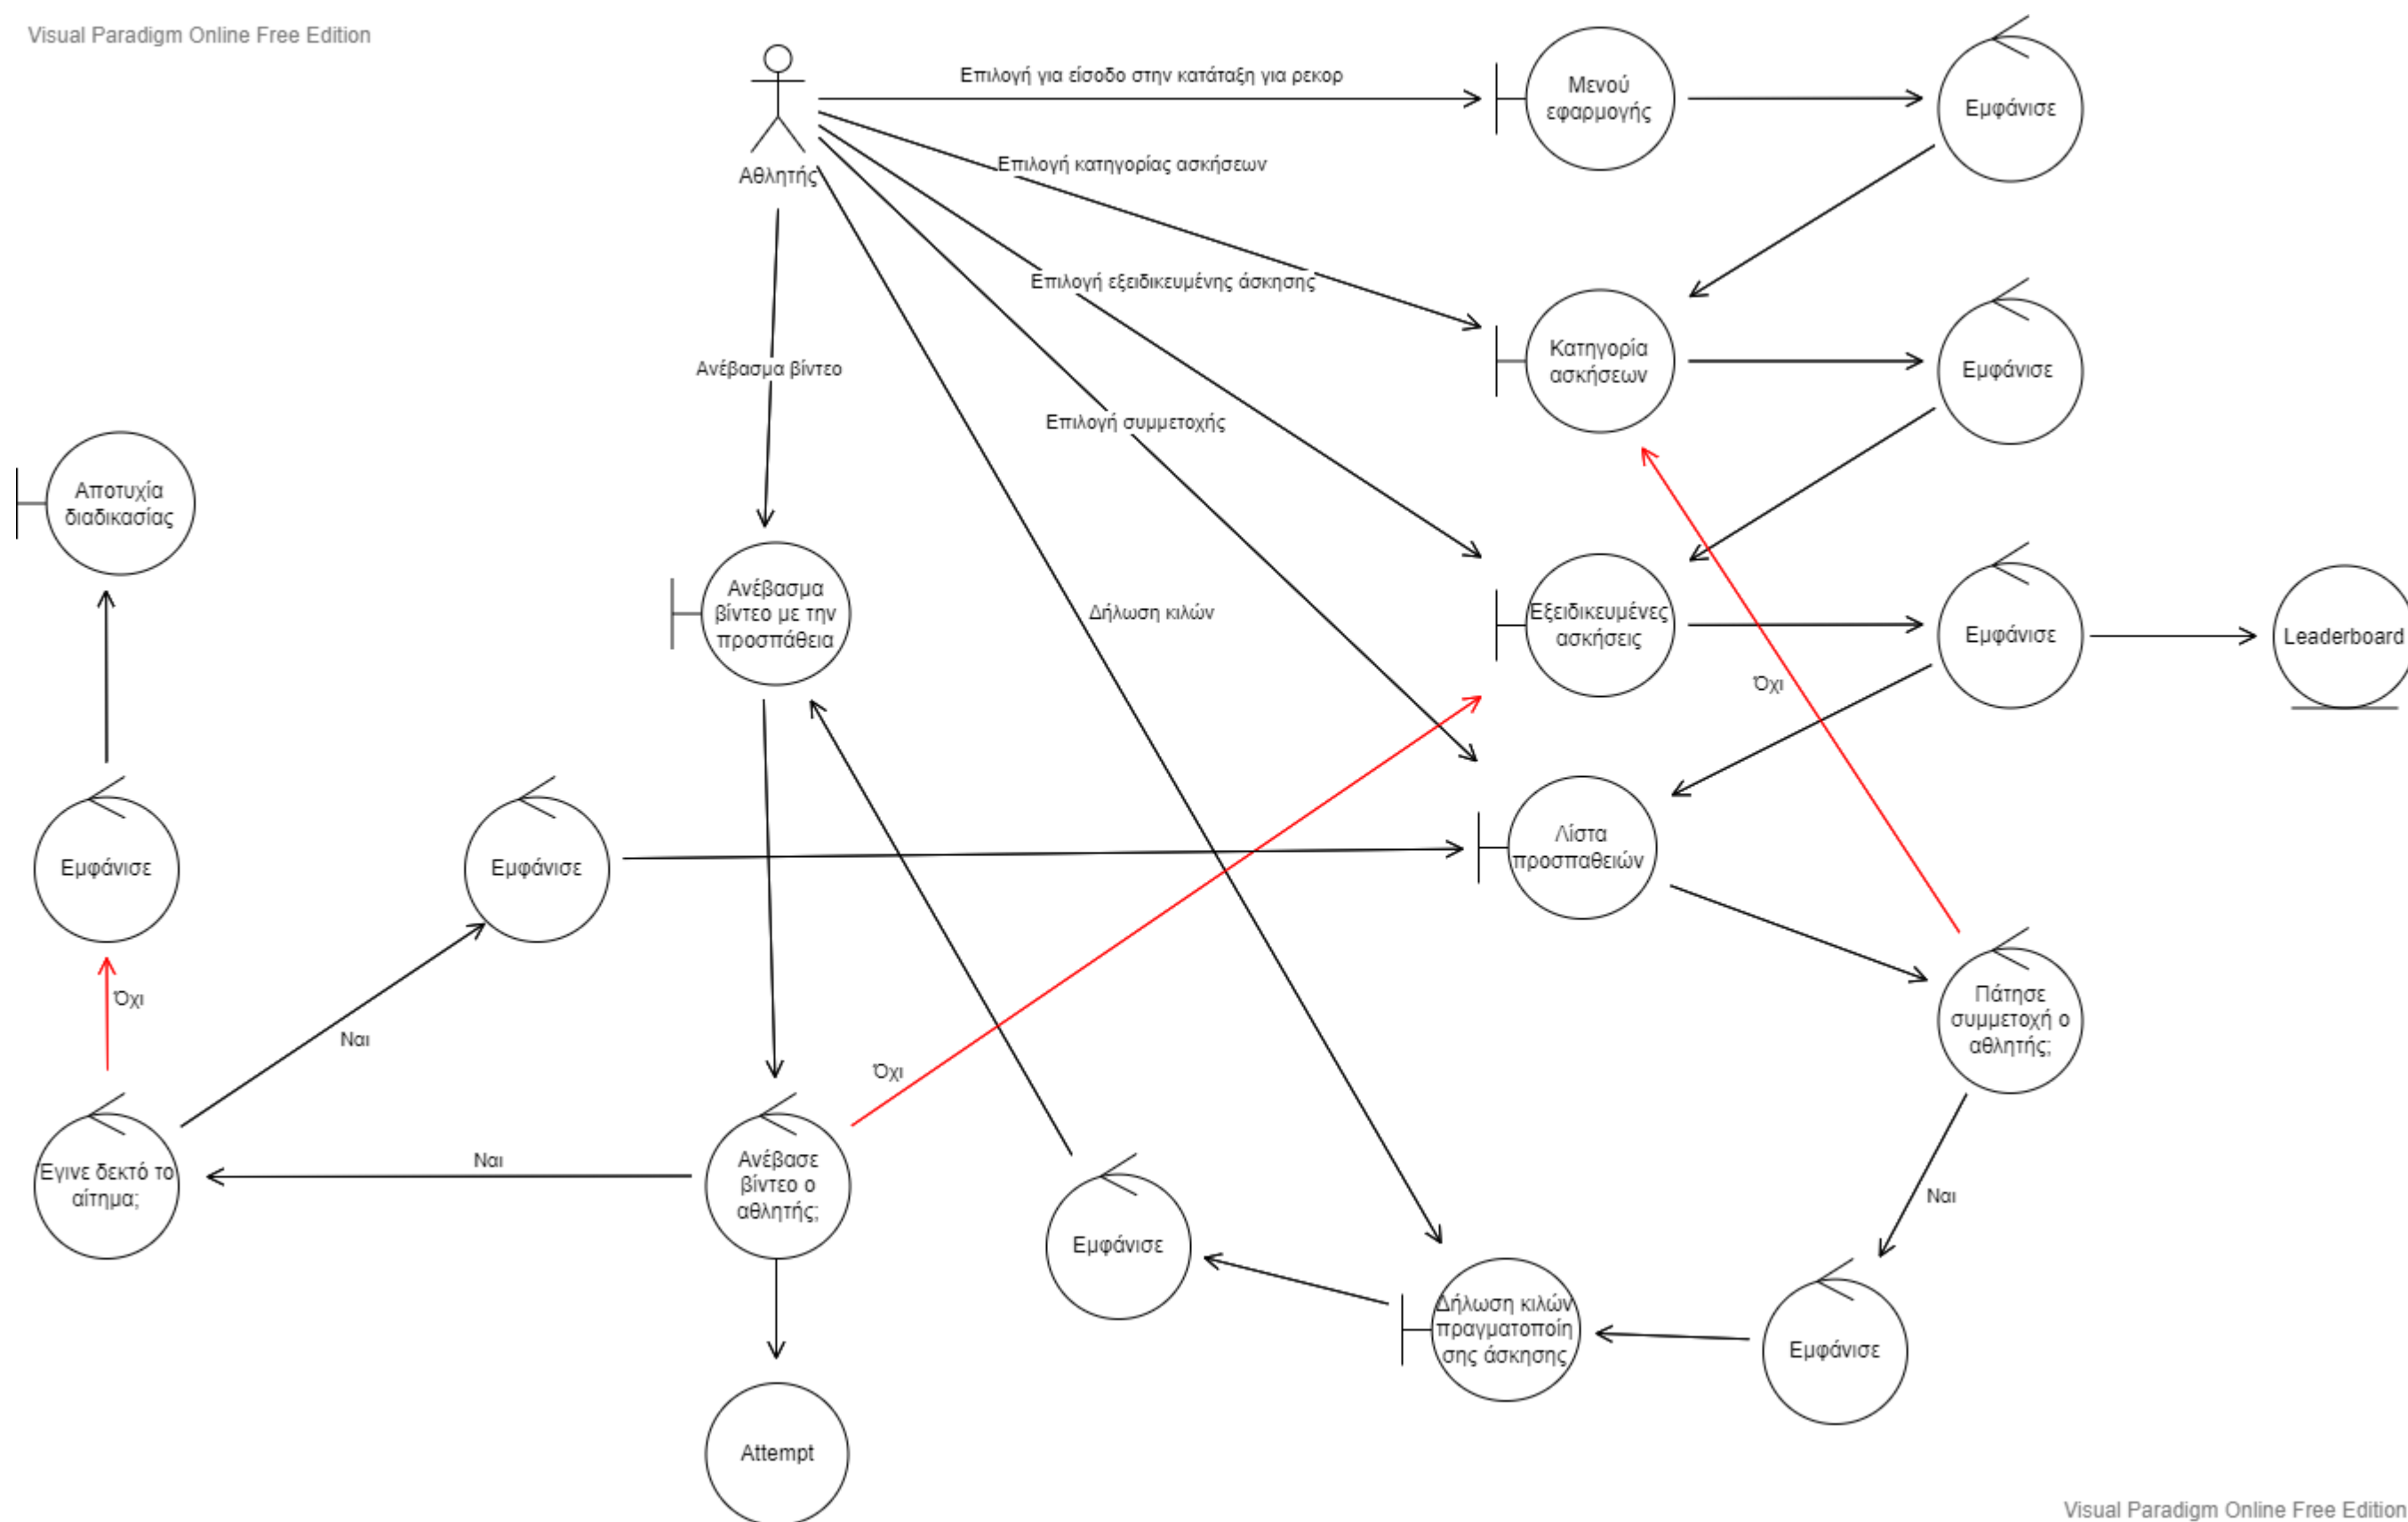 Visual Paradigm Online Free Edition
Επιλογή για είσοδο στην κατάταξη για ρεκορ
Μενού
εφαρμογής
Εμφάνισε
Αθλητής
Επιλογή κατηγορίας ασκήσεων
Επιλογή εξειδικευμένης άσκησης
Κατηγορία
ασκήσεων
Εμφάνισε
Ανέβασμα βίντεο
Επιλογή συμμετοχής
Αποτυχία
διαδικασίας
Ανέβασμα
βίντεο με την
προσπάθεια
Δήλωση κιλών
Εξειδικευμένες
ασκήσεις
Εμφάνισε
Leaderboard
Όχι
Εμφάνισε
Εμφάνισε
Λίστα
προσπαθειών
Όχι
Ναι
Όχι
Πάτησε
συμμετοχή ο
αθλητής;
Έγινε δεκτό το
αίτημα;
Ναι
Ανέβασε
βίντεο ο
αθλητής;
Ναι
Εμφάνισε
Δήλωση κιλών
πραγματοποίη
σης άσκησης
Εμφάνισε
Attempt
Visual Paradigm Online Free Edition